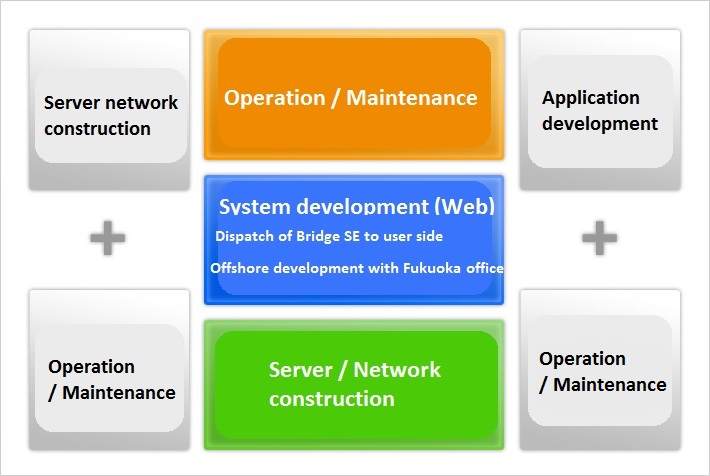 Server network
construction
Operation / Maintenance
Application
development
System development (Web)
Dispatch of Bridge SE to user side
Offshore development with Fukuoka office
Operation
/ Maintenance
Server / Network
construction
Operation
/ Maintenance